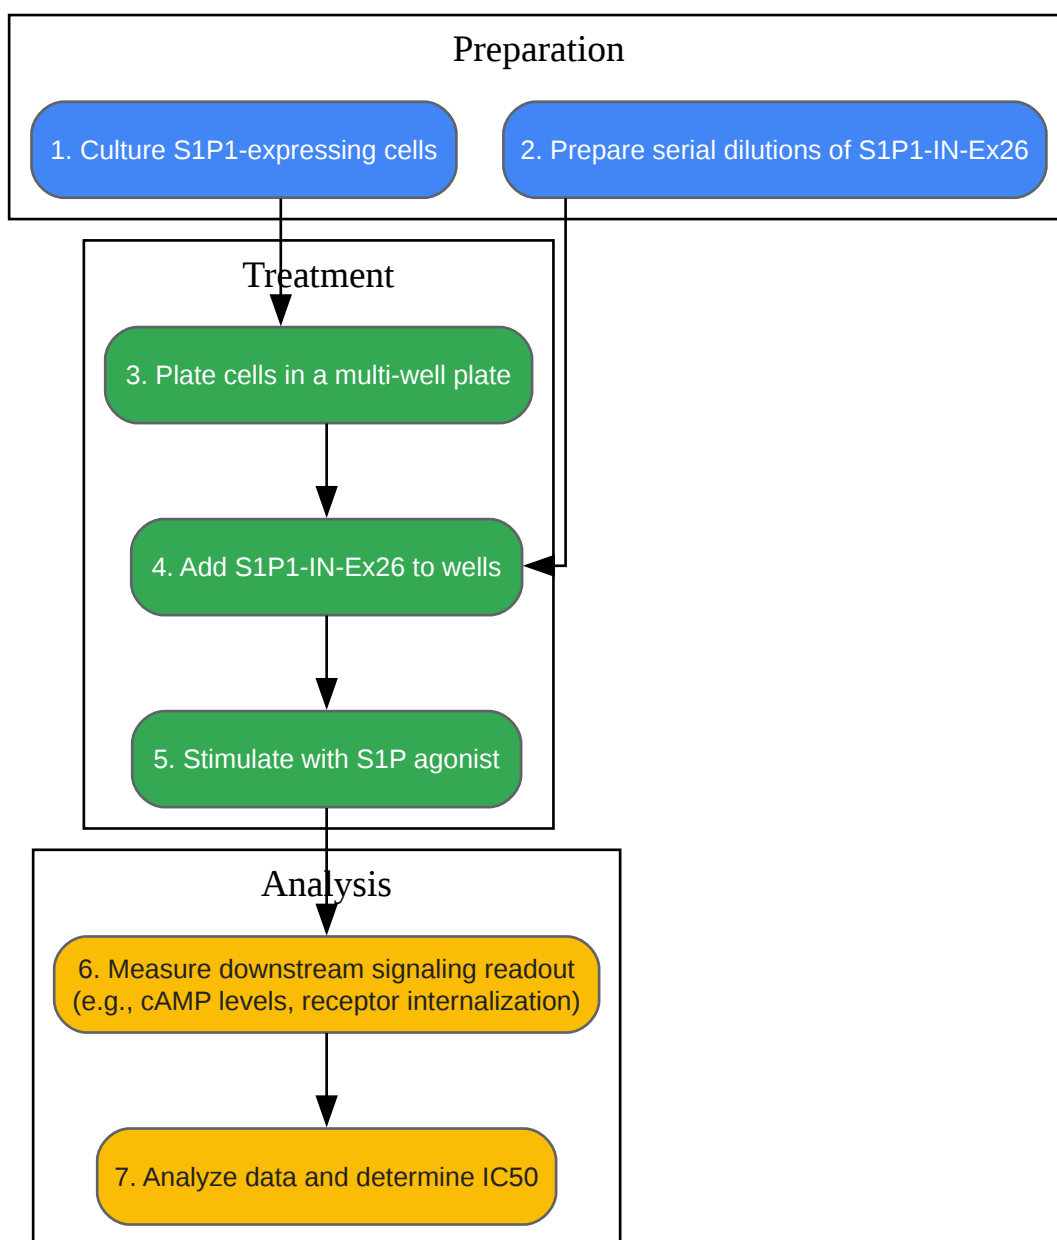 Preparation
1. Culture S1P1-expressing cells
2. Prepare serial dilutions of S1P1-IN-Ex26
Treatment
3. Plate cells in a multi-well plate
4. Add S1P1-IN-Ex26 to wells
5. Stimulate with S1P agonist
Analysis
6. Measure downstream signaling readout
(e.g., cAMP levels, receptor internalization)
7. Analyze data and determine IC50